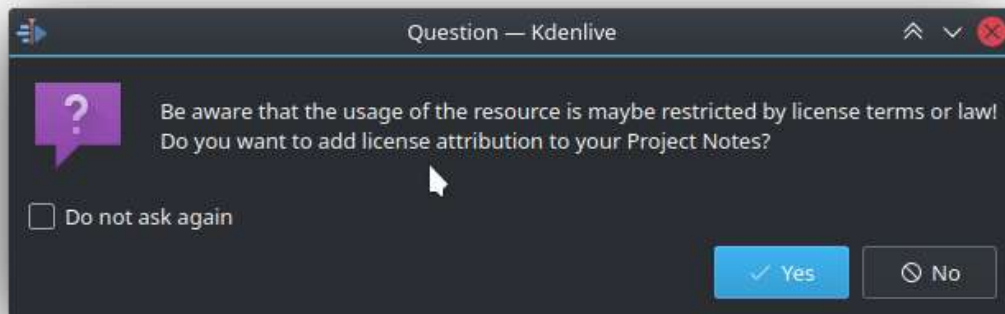 Question — Kdenlive
Be aware that the usage of the resource is maybe restricted by license terms or law!
Do you want to add license attribution to your Project Notes?
Do not ask again
Yes
No